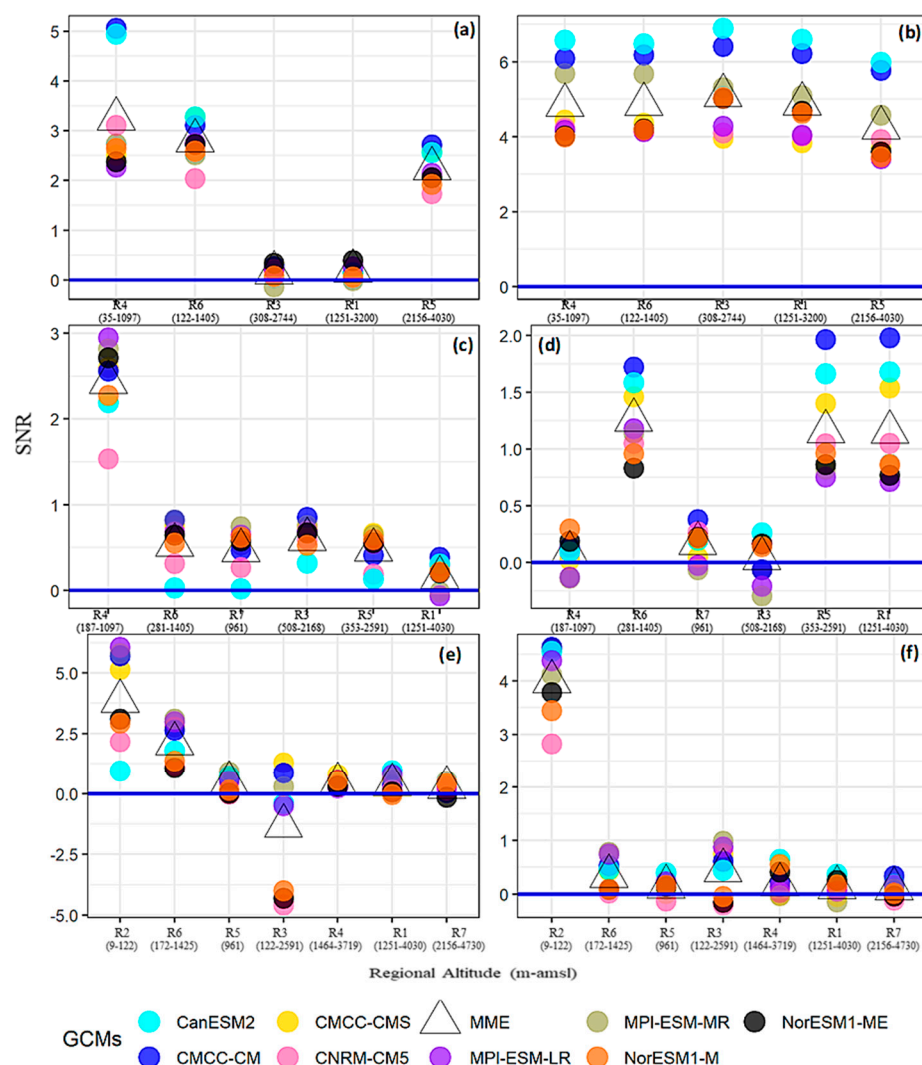 (a)
5
4
3
2
1
0
R4 R6 R3 R1 R5
(35-1097) (122-1405) (308-2744) (1251-3200) (2156-4030)
(b)
6
4
2
0
R4 R6 R3 R1 R5
(35-1097) (122-1405) (308-2744) (1251-3200) (2156-4030)
SNR
(c)
3
2
1
0
R4 R6 R7 R3 R5 R1
(187-1097) (281-1405) (961) (508-2168) (353-2591) (1251-4030)
(d)
2.0
1.5
1.0
0.5
0.0
R4 R6 R7 R3 R5 R1
(187-1097) (281-1405) (961) (508-2168) (353-2591) (1251-4030)
(e)
5.0
2.5
0.0
-2.5
-5.0
R2 R6 R5 R3 R4 R1 R7
(9-122) (172-1425) (961) (122-2591) (1464-3719) (1251-4030) (2156-4730)
(f)
4
3
2
1
0
R2 R6 R5 R3 R4 R1 R7
(9-122) (172-1425) (961) (122-2591) (1464-3719) (1251-4030) (2156-4730)
Regional Altitude (m-amsl)
GCMs
CanESM2 CMCC-CMS MME MPI-ESM-MR NorESM1-ME
CMCC-CM CNRM-CM5 MPI-ESM-LR NorESM1-M